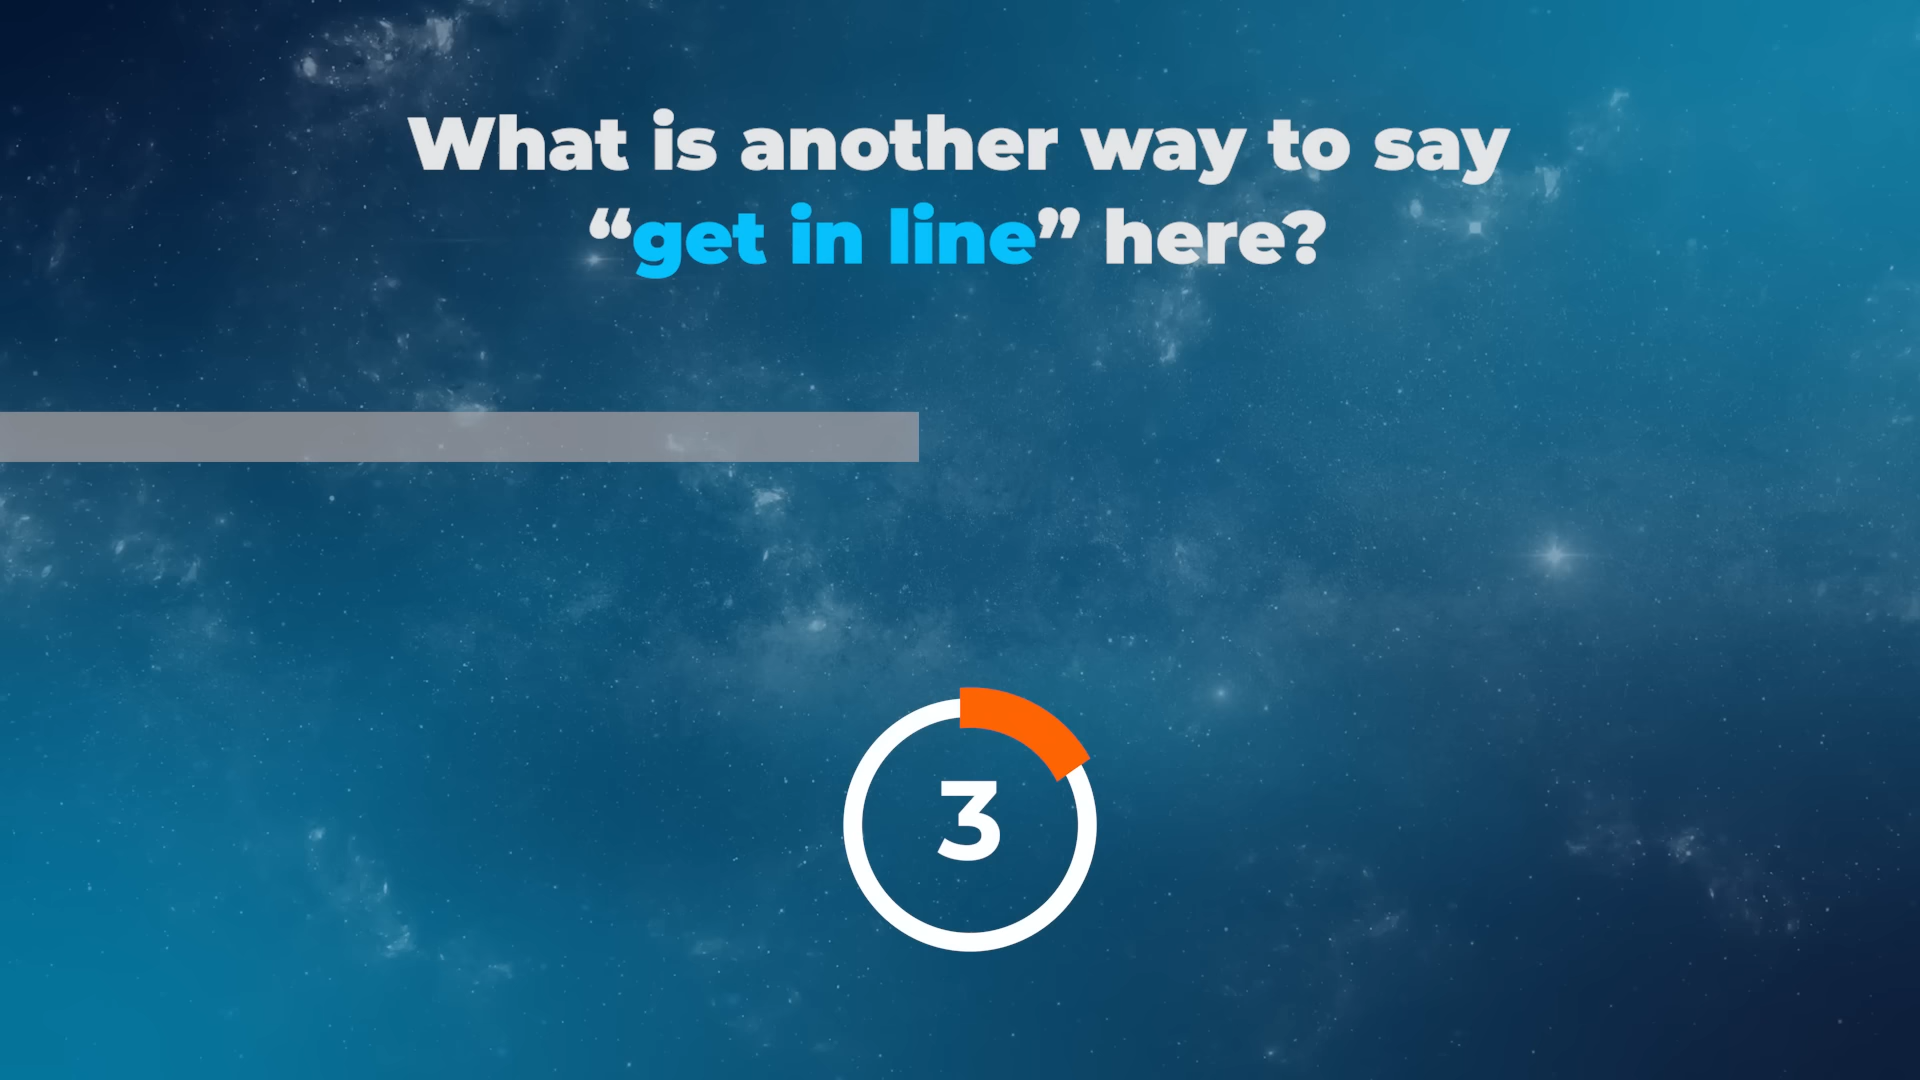 What is another way to say
“get in line” here?
3